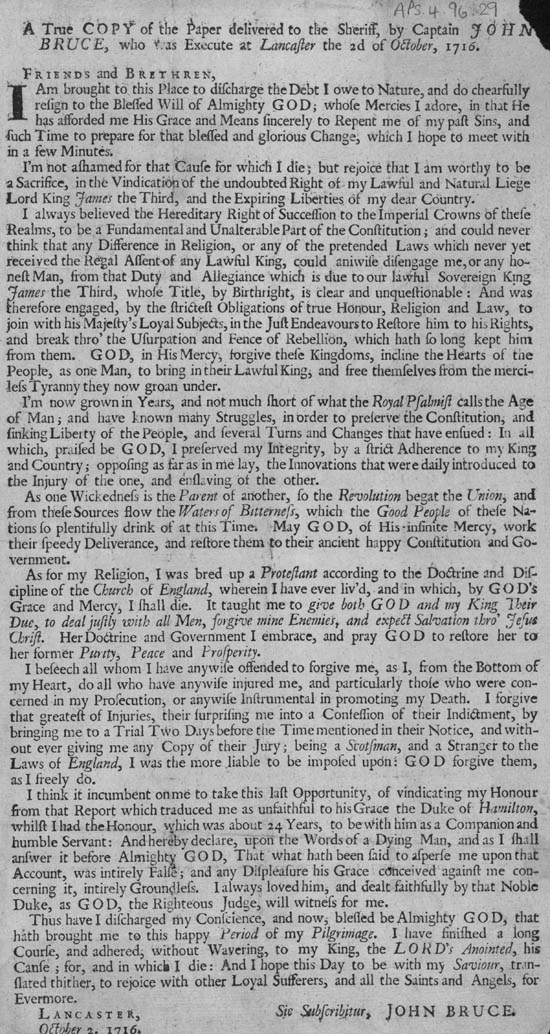 APS. 4. 96. 29
A True COPY of the Paper delivered to the Sheriff, by Captain JOHN
BRUCE, who was Execute at Lancaster the 2d of October, 1716.
FRIENDS and BRETHREN,
I Am brought to this Place to diſcharge the Debt I owe to Nature, and do chearfully
reſign to the Bleſſed Will of Almighty GOD; whoſe Mercies I adore, in that He
has afforded me His Grace and Means ſincerely to Repent me of my paſt Sins, and
ſuch Time to prepare for that bleſſed and glorious Change, which I hope to meet with
in a few Minutes.
I'm not aſhamed for that Cauſe for which I die; but rejoice that I am worthy to be
a Sacrifice, in the Vindication of the undoubted Right of my Lawful and Natural Liege
Lord King James the Third, and the Expiring Liberties of my dear Country.
I always believed the Hereditary Right of Succeſſion to the Imperial Crowns of theſe
Realms, to be a Fundamental and Unalterable Part of the Conſtitution; and could never
think that any Difference in Religion, or any of the pretended Laws which never yet
received the Regal Aſſent of any Lawful King, could aniwiſe diſengage me, or any ho-
neſt Man, from that Duty and Allegiance which is due to our lawful Sovereign King
James the Third, whoſe Title, by Birthright, is clear and unqueſtionable: And was
therefore engaged, by the ſtricteſt Obligations of true Honour, Religion and Law, to
join with his Majeſty's Loyal Subjects, in the Juſt Endeavours to Reſtore him to his Rights,
and break thro' the Uſurpation and Fence of Rebellion, which hath ſo long kept him
from them. GOD, in His Mercy, forgive theſe Kingdoms, incline the Hearts of the
People, as one Man, to bring in their Lawful King, and free themſelves from the merci-
leſs Tyranny they now groan under.
I'm now grown in Years, and not much ſhort of what the Royal Pſalmiſt calls the Age
of Man; and have known many Struggles, in order to preſerve the Conſtitution, and
ſinking Liberty of the People, and ſeveral Turns and Changes that have enſued: In all
which, praiſed be GOD, I preſerved my Integrity, by a ſtrict Adherence to my King
and Country; oppoſing as far as in me lay, the Innovations that were daily introduced to
the Injury of the one, and enſlaving of the other.
As one Wickedneſs is the Parent of another, ſo the Revolution begat the Union, and
from theſe Sources flow the Waters of Bitterneſs, which the Good People of theſe Na-
tions ſo plentifully drink of at this Time. May GOD, of His infinite Mercy, work
their ſpeedy Deliverance, and reſtore them to their ancient happy Conſtitution and Go-
vernment.
As for my Religion, I was bred up a Proteſtant according to the Doctrine and Diſ-
cipline of the Church of England, wherein I have ever liv'd, and in which, by GOD's
Grace and Mercy, I ſhall die. It taught me to give both GOD and my King Their
Due, to deal juſtly with all Men, forgive mine Enemies, and expect Salvation thro' Jeſus
Chriſt. Her Doctrine and Government I embrace, and pray GOD to reſtore her to
her former Purity, Peace and Proſperity.
I beſeech all whom I have anywiſe offended to forgive me, as I, from the Bottom of
my Heart, do all who have anywiſe injured me, and particularly thoſe who were con-
cerned in my Proſecution, or anywiſe Inſtrumental in promoting my Death. I forgive
that greateſt of Injuries, their ſurpriſing me into a Confeſſion of their Indictment, by
bringing me to a Trial Two Days before the Time mentioned in their Notice, and with-
out ever giving me any Copy of their Jury; being a Scotſman, and a Stranger to the
Laws of England, I was the more liable to be impoſed upon: GOD forgive them,
as I freely do.
I think it incumbent on me to take this laſt Opportunity, of vindicating my Honour
from that Report which traduced me as unfaithful to his Grace the Duke of Hamilton,
whilſt I had the Honour, which was about 24 Years, to be with him as a Companion and
humble Servant: And hereby declare, upon the Words of a Dying Man, and as I ſhall
anſwer it before Almighty GOD, That what hath been ſaid to aſperſe me upon that
Account, was intirely Falſe; and any Diſpleaſure his Grace conceived againſt me con-
cerning it, intirely Groundleſs. I always loved him, and dealt faithfully by that Noble
Duke, as GOD, the Righteous Judge, will witneſs for me.
Thus have I diſcharged my Conſcience, and now, bleſſed be Almighty GOD, that
hath brought me to this happy Period of my Pilgrimage. I have finiſhed a long
Courſe, and adhered, without Wavering, to my King, the LORD's Anointed, his
Cauſe; for, and in which I die: And I hope this Day to be with my Saviour, tran-
ſlated thither, to rejoice with other Loyal Sufferers, and all the Saints and Angels, for
Evermore.
LANCASTER, Sic Subſcribitur, JOHN BRUCE.
October 2. 1716.